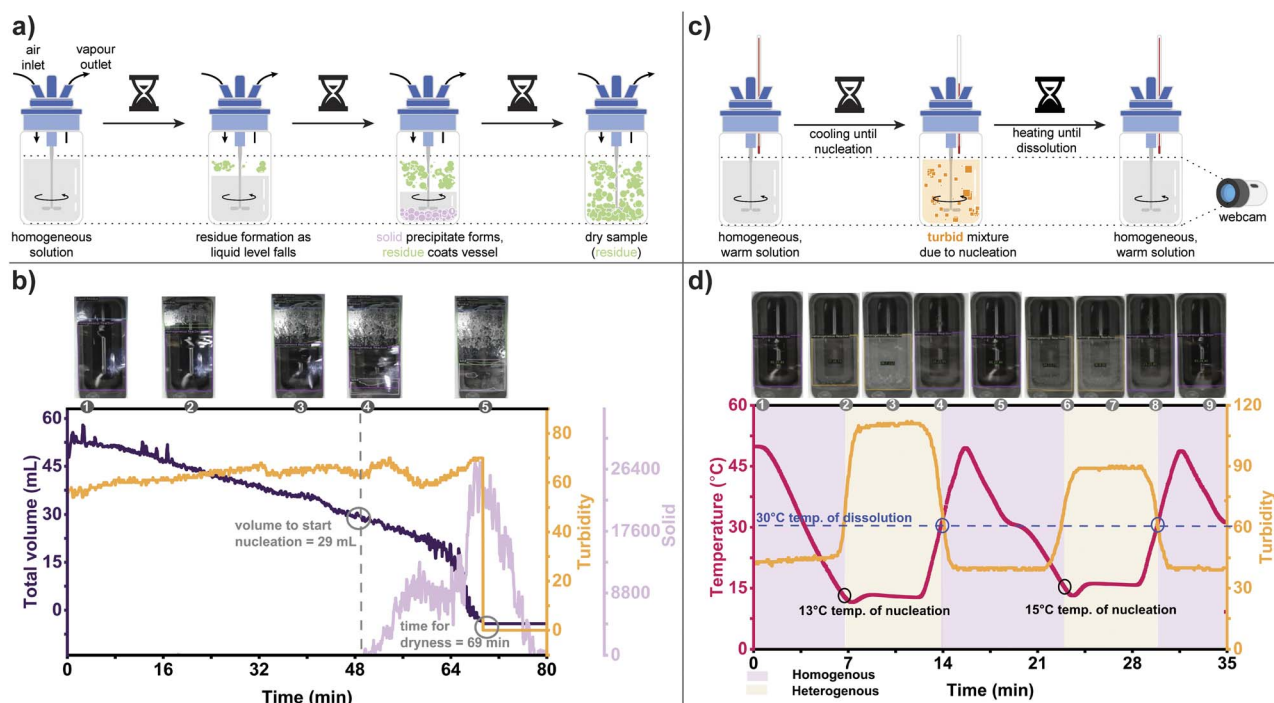 a)
air
inlet
vapour
outlet
homogeneous
solution
residue formation as
liquid level falls
solid precipitate forms,
residue coats vessel
dry sample
(residue)
c)
cooling until
nucleation
heating until
dissolution
webcam
homogeneous,
warm solution
turbid mixture
due to nucleation
homogeneous,
warm solution
b)
1 2 3 4 5
Total volume (mL)
60
45
30
15
0
volume to start
nucleation = 29 mL
time for
dryness = 69 min
80
60
40
20
0
Turbidity
26400
17600
8800
0
Solid
0 16 32 48 64 80
Time (min)
d)
1 2 3 4 5 6 7 8 9
Temperature (°C)
60
45
30
15
0
30°C temp. of dissolution
13°C temp. of nucleation
15°C temp. of nucleation
120
90
60
30
0
Turbidity
0 7 14 21 28 35
Time (min)
Homogenous
Heterogenous